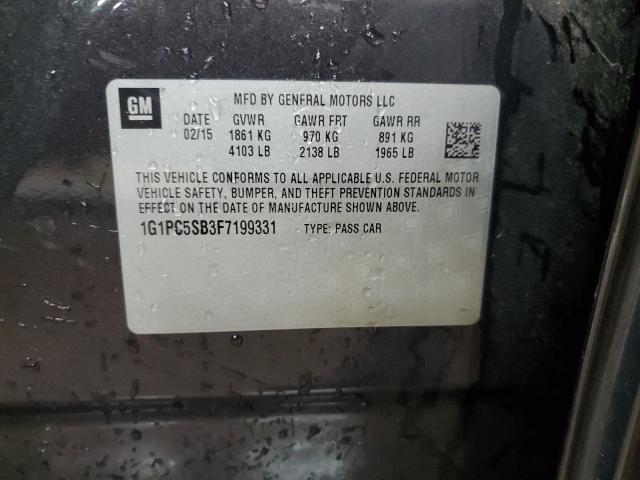 GM
MFD BY GENERAL MOTORS LLC
DATE GVWR GAWR FRT GAWR RR
02/15 1861 KG 970 KG 891 KG
4103 LB 2138 LB 1965 LB
THIS VEHICLE CONFORMS TO ALL APPLICABLE U.S. FEDERAL MOTOR
VEHICLE SAFETY, BUMPER, AND THEFT PREVENTION STANDARDS IN
EFFECT ON THE DATE OF MANUFACTURE SHOWN ABOVE.
1G1PC5SB3F7199331 TYPE: PASS CAR